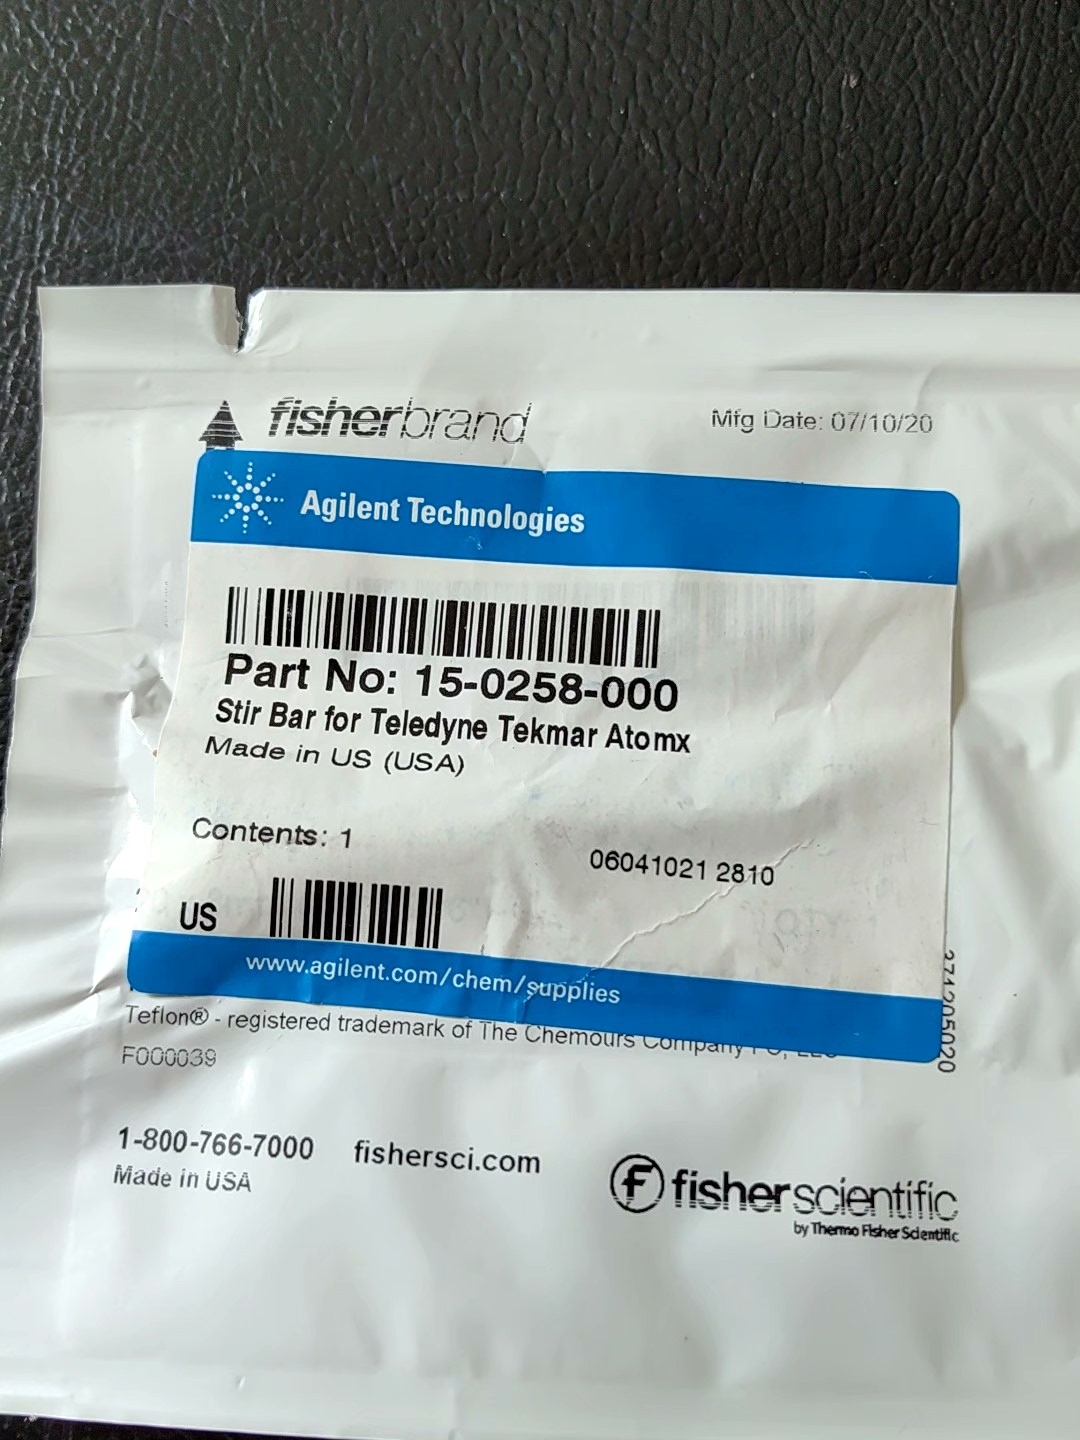 fisherbrand
Mfg Date: 07/10/20
Agilent Technologies
Part No: 15-0258-000
Stir Bar for Teledyne Tekmar Atomx
Made in US (USA)
Contents: 1
06041021 2810
US
www.agilent.com/chem/supplies
274205020
Teflon® - registered trademark of The Chemours Company
F000039
1-800-766-7000 fishersci.com
Made in USA
fisherscientific
by Thermo Fisher Scientific